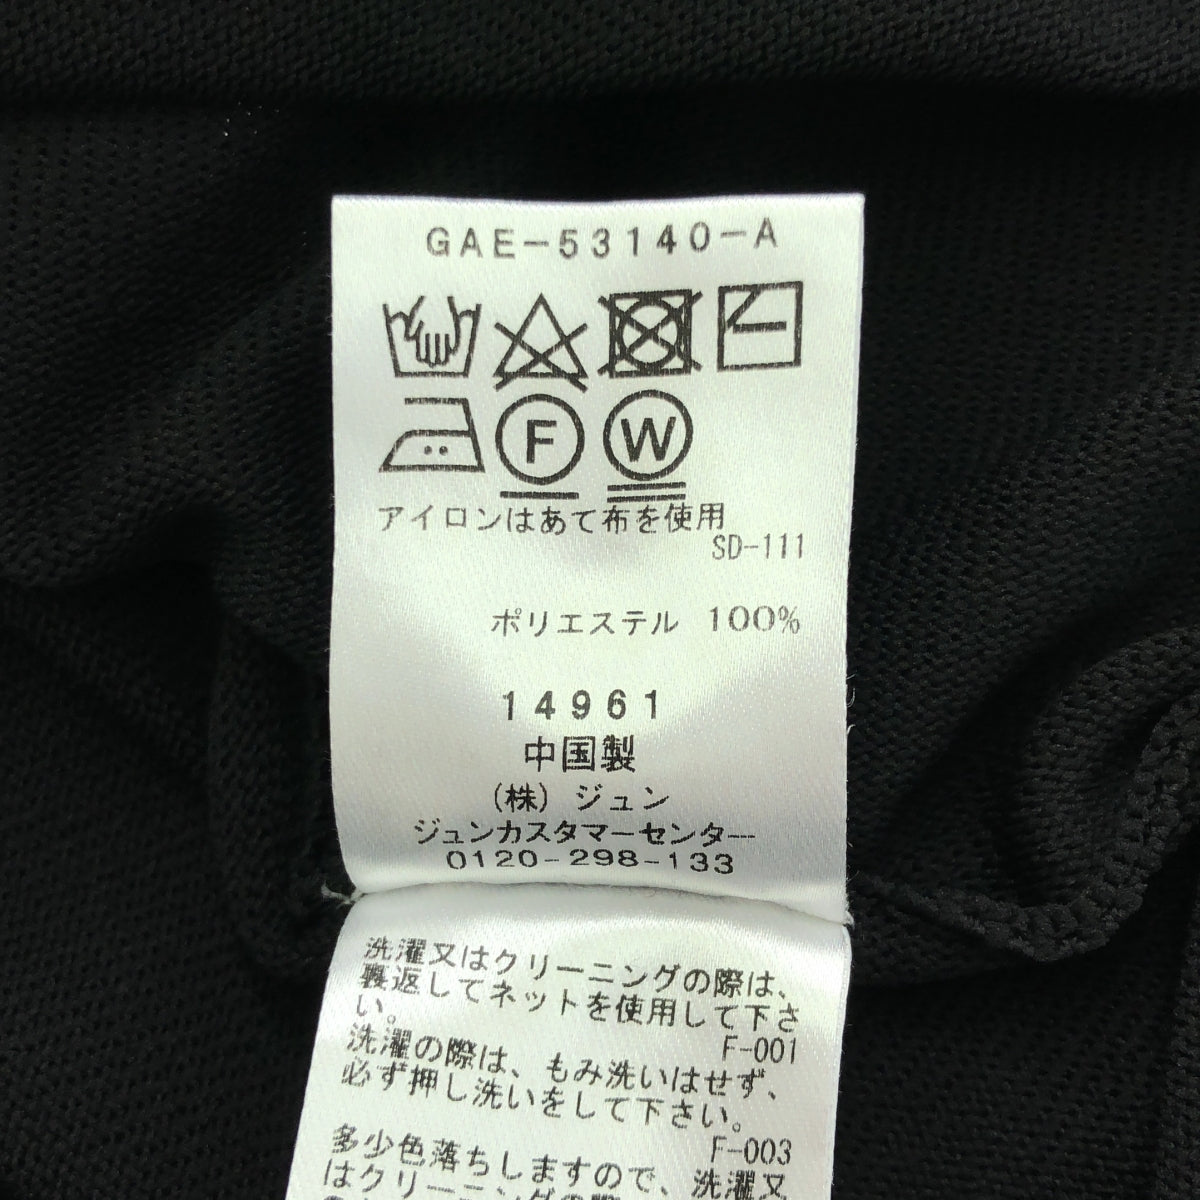 GAE-53140-A
F W
アイロンはあて布を使用
SD-111
ポリエステル 100%
14961
中国製
(株) ジュン
ジュンカスタマーセンター
0120-298-133
洗濯又はクリーニングの際は、
裏返してネットを使用して下さ
い。
F-001
洗濯の際は、もみ洗いはせず、
必ず押し洗いをして下さい。
F-003
多少色落ちしますので、洗濯又
はクリーニングの際